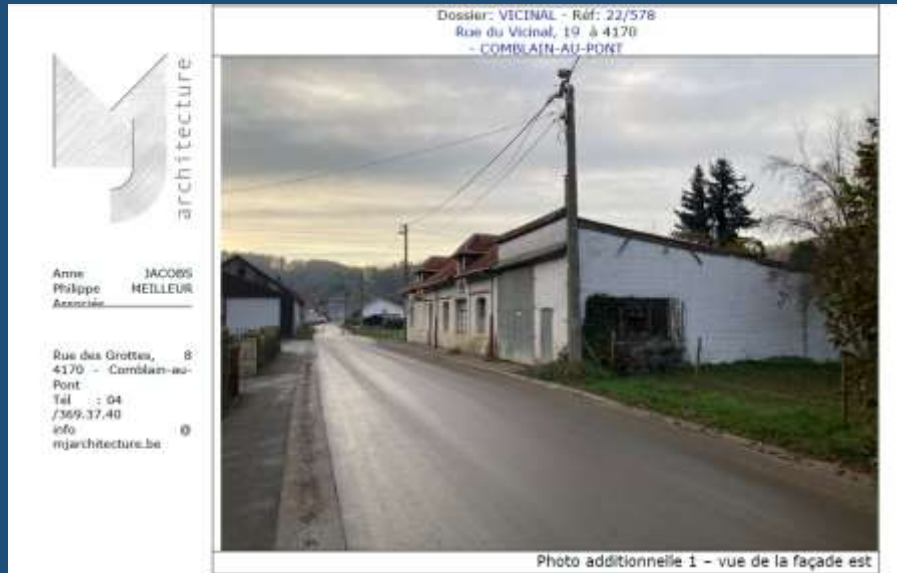 Dossier: VICINAL - Réf: 22/578
Rue du Vicinal, 19 à 4170
- COMBLAIN-AU-PONT
MJ
architecture
Anne JACOBS
Philippe MEILLEUR
Associés
Rue des Grottes, 8
4170 - Comblain-au-
Pont
Tél : 04
/369.37.40
info @
mjarchitecture.be
Photo additionnelle 1 – vue de la façade est